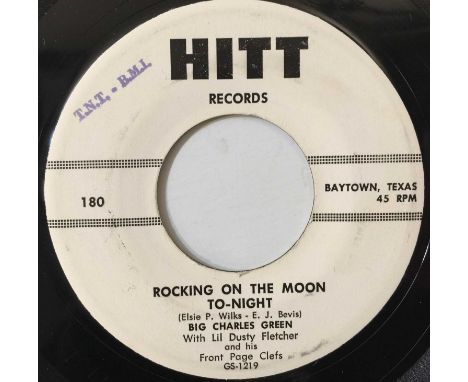 HITT
RECORDS
T.N.T. - B.M.I.
180
BAYTOWN, TEXAS
45 RPM
ROCKING ON THE MOON
TO-NIGHT
(Elsie P. Wilks - E. J. Bevis)
BIG CHARLES GREEN
With Lil Dusty Fletcher
and his
Front Page Clefs
GS-1219